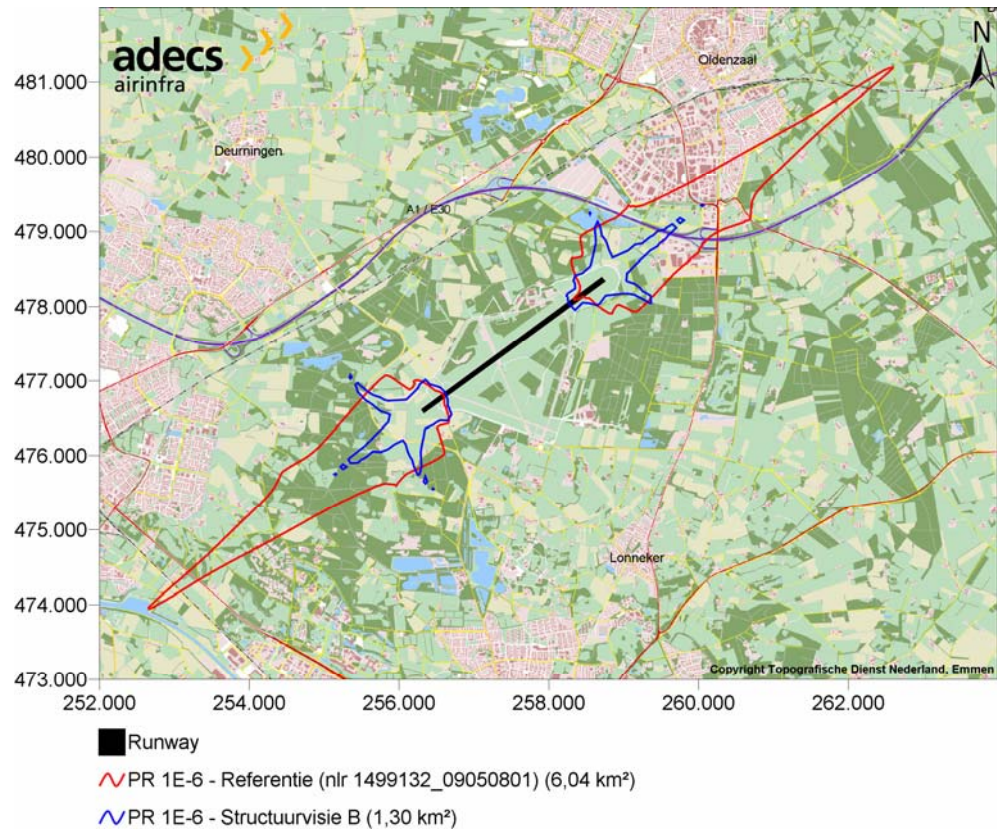 adecs
airinfra
N
Oldenzaal
481.000
480.000
Deurningen
A1 / E30
479.000
478.000
477.000
476.000
475.000
Lonneker
474.000
Copyright Topografische Dienst Nederland, Emmen
473.000
252.000 254.000 256.000 258.000 260.000 262.000
Runway
PR 1E-6 - Referentie (nlr 1499132_09050801) (6,04 km²)
PR 1E-6 - Structuurvisie B (1,30 km²)